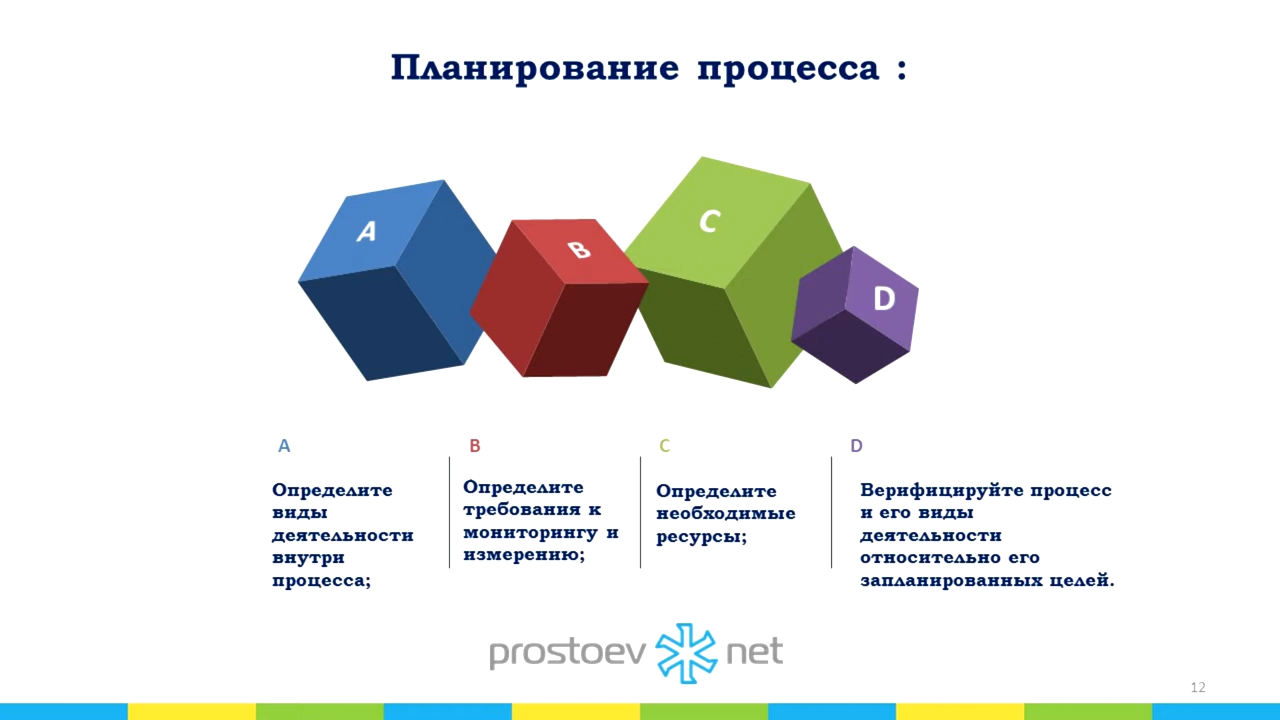 Планирование процесса :
A
B
C
D
A
Определите
виды
деятельности
внутри
процесса;
B
Определите
требования к
мониторингу и
измерению;
C
Определите
необходимые
ресурсы;
D
Верифицируйте процесс
и его виды
деятельности
относительно его
запланированных целей.
prostoev net
12